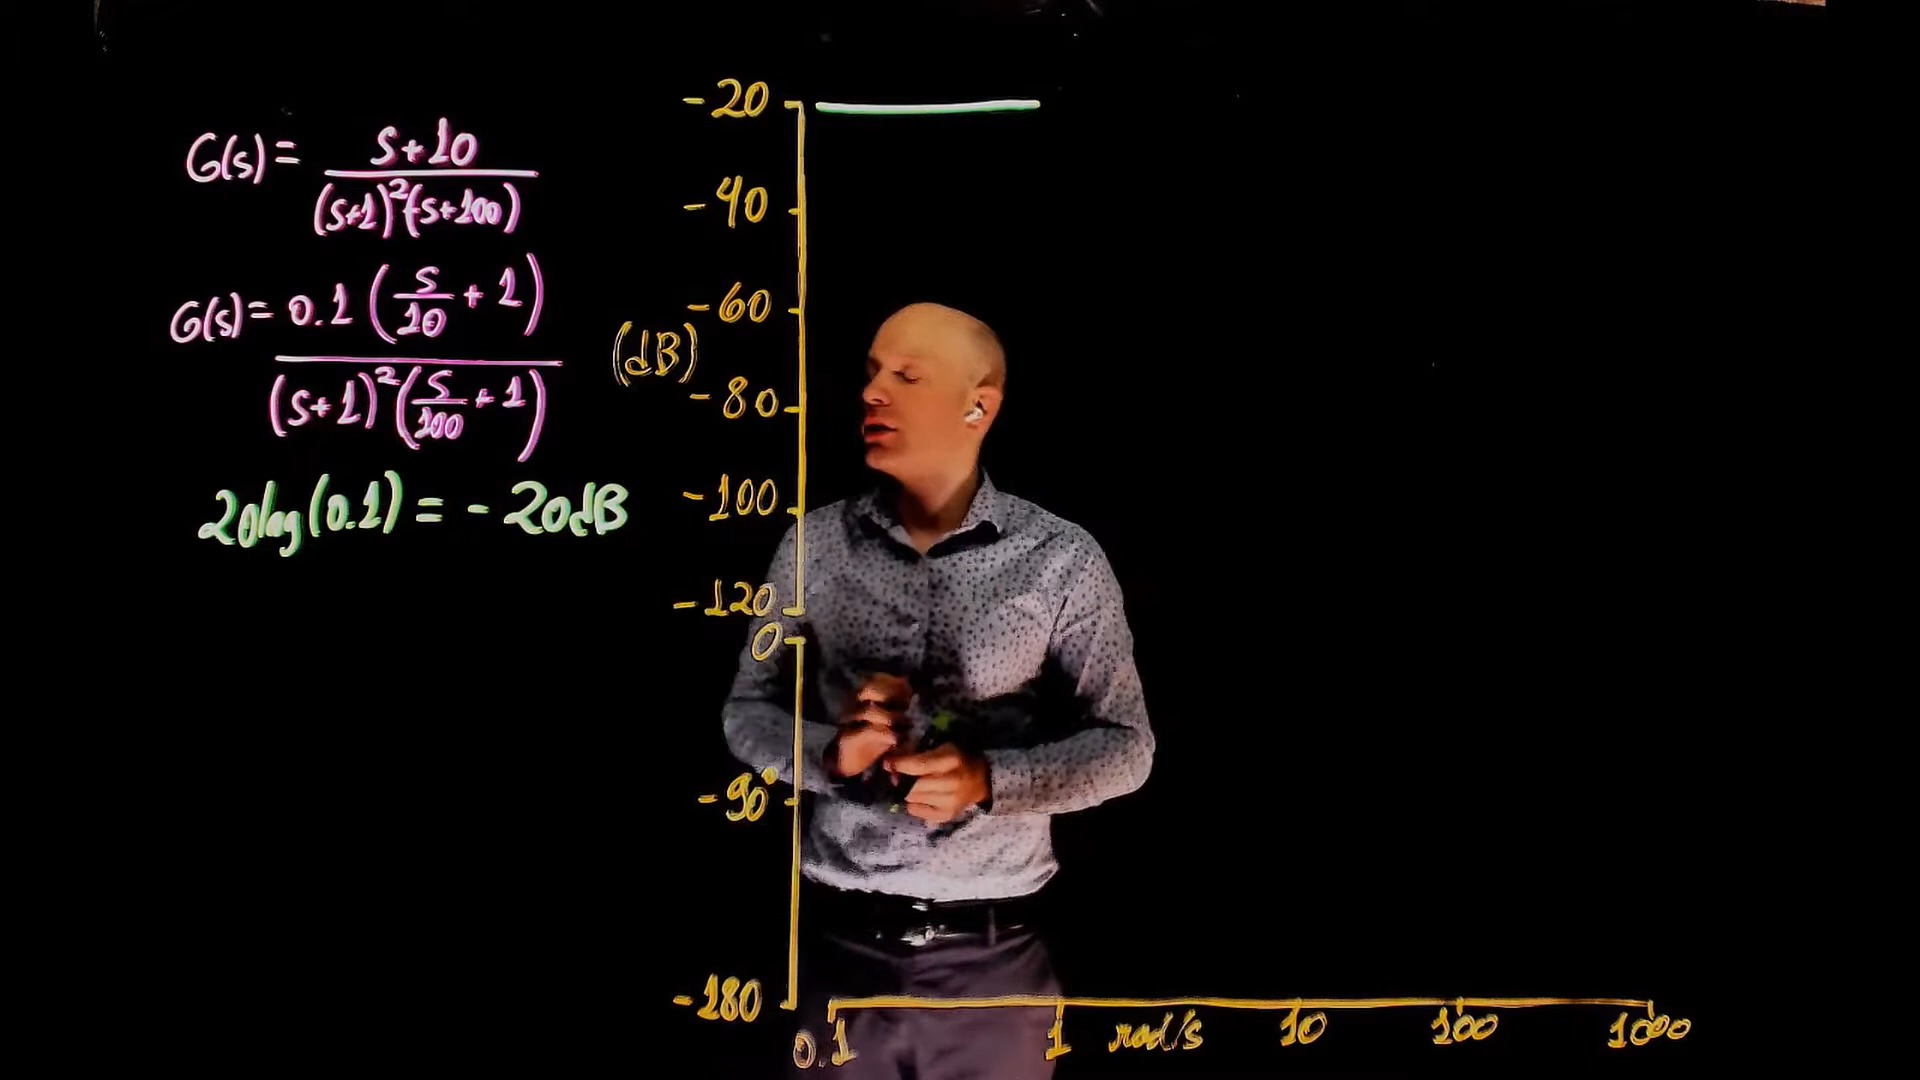 G(s) = s+10
(s+1)²(s+100)
G(s) = 0.1 (s/10 + 1)
(s+1)²(s/100 + 1)
20log(0.1) = -20dB
-20
-40
-60
(dB)
-80
-100
-120
0
-90°
-180
0.1 1 rad/s 10 100 1000